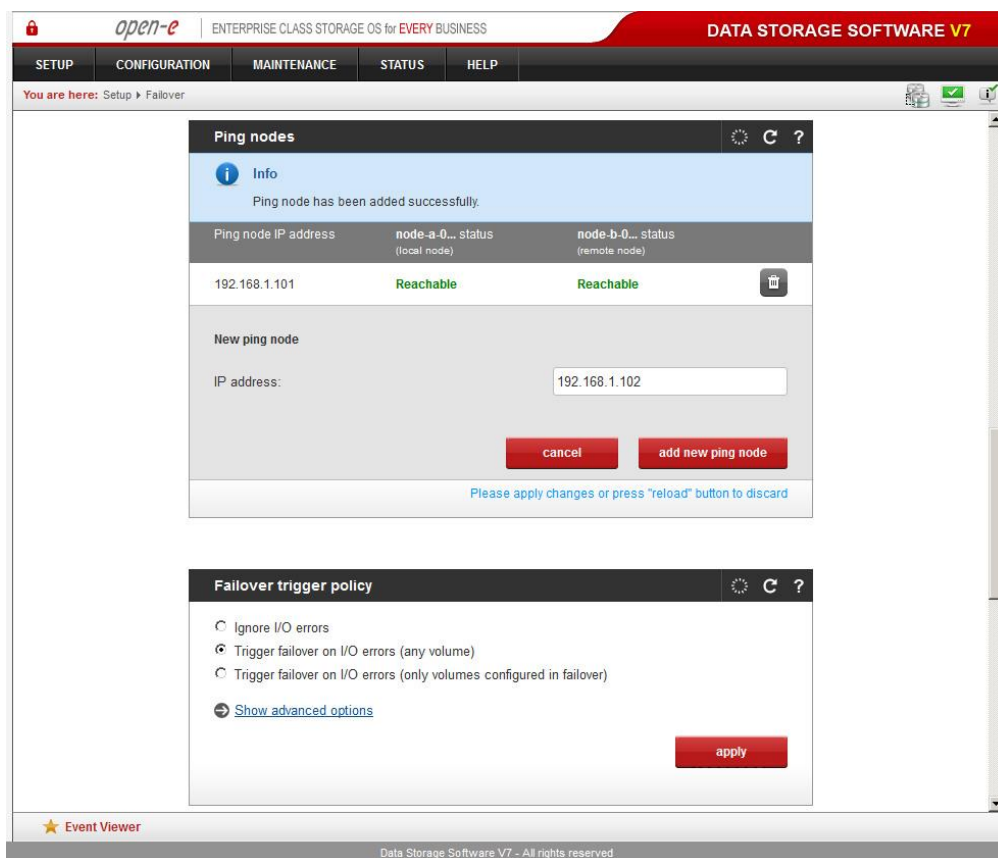 open-e ENTERPRISE CLASS STORAGE OS for EVERY BUSINESS DATA STORAGE SOFTWARE V7
SETUP CONFIGURATION MAINTENANCE STATUS HELP
You are here: Setup ▸ Failover
Ping nodes
Info
Ping node has been added successfully.
Ping node IP address node-a-0... status node-b-0... status
(local node) (remote node)
192.168.1.101 Reachable Reachable
New ping node
IP address: 192.168.1.102
cancel add new ping node
Please apply changes or press "reload" button to discard
Failover trigger policy
Ignore I/O errors
Trigger failover on I/O errors (any volume)
Trigger failover on I/O errors (only volumes configured in failover)
Show advanced options
apply
Event Viewer
Data Storage Software V7 - All rights reserved